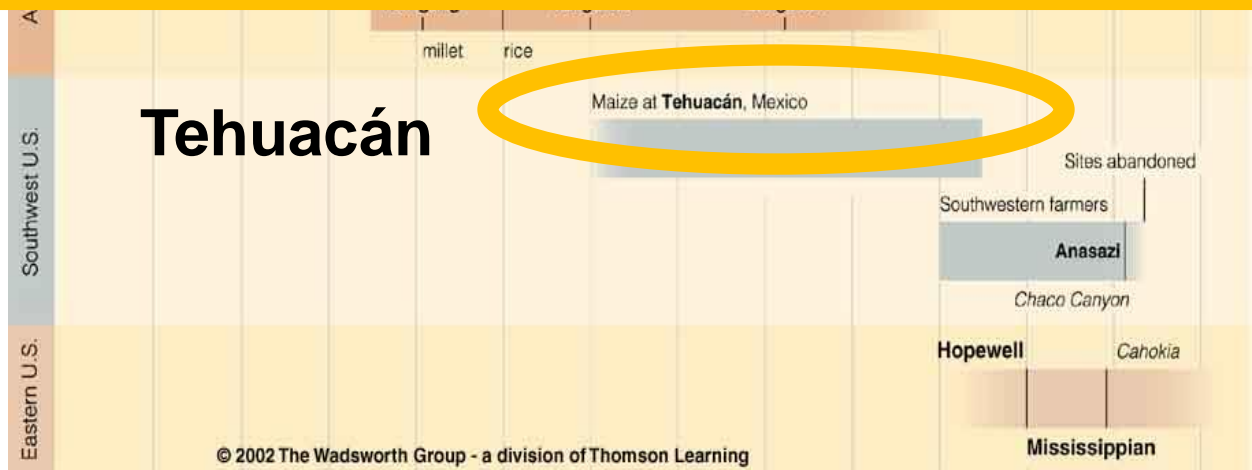 A
millet rice
Maize at Tehuacán, Mexico
Tehuacán
Southwest U.S.
Sites abandoned
Southwestern farmers
Anasazi
Chaco Canyon
Eastern U.S.
Hopewell
Cahokia
Mississippian
© 2002 The Wadsworth Group - a division of Thomson Learning